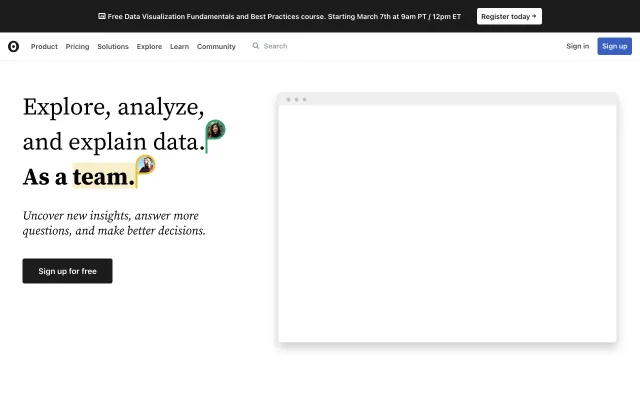 Free Data Visualization Fundamentals and Best Practices course. Starting March 7th at 9am PT / 12pm ET
Register today →
Product Pricing Solutions Explore Learn Community Search Sign in Sign up
Explore, analyze,
and explain data.
As a team.
Uncover new insights, answer more
questions, and make better decisions.
Sign up for free